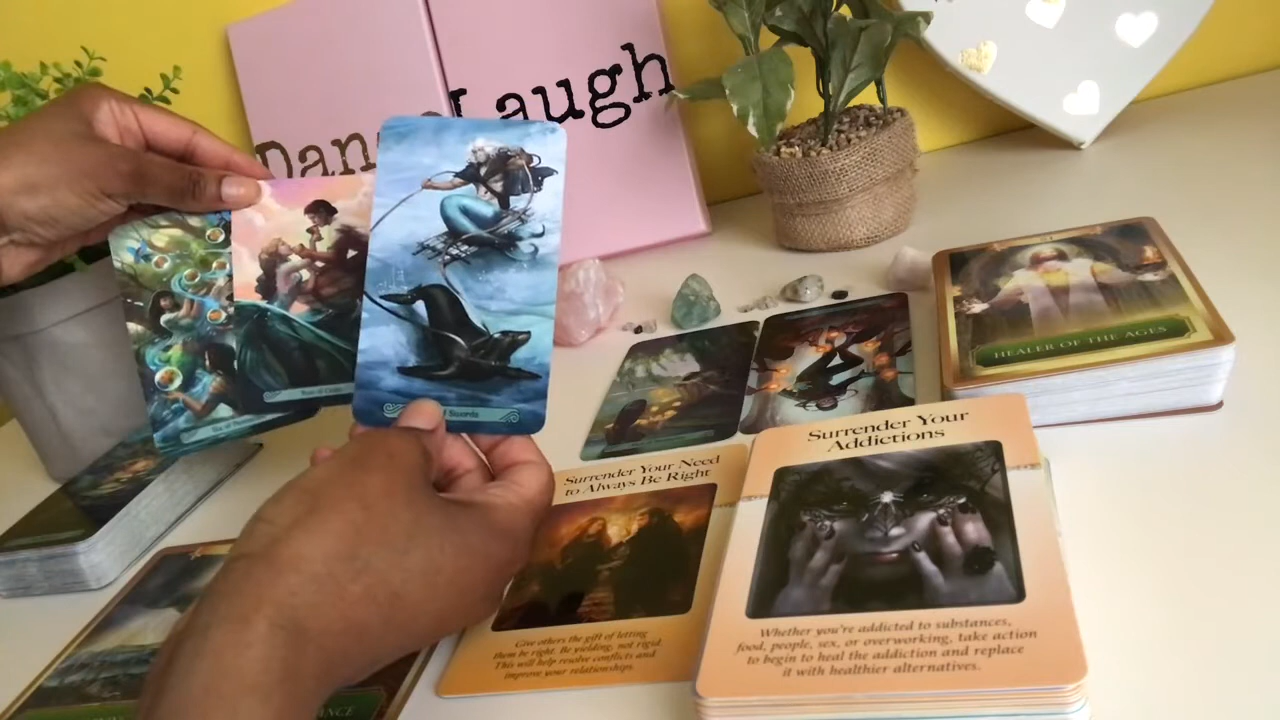 Laugh
of Swords
HEALER OF THE AGES
Surrender Your Need
to Always Be Right
Give others the gift of letting
them be right. Be yielding, not rigid.
This will help resolve conflicts and
improve your relationships.
Surrender Your
Addictions
Whether you're addicted to substances,
food, people, sex, or overworking, take action
to begin to heal the addiction and replace
it with healthier alternatives.